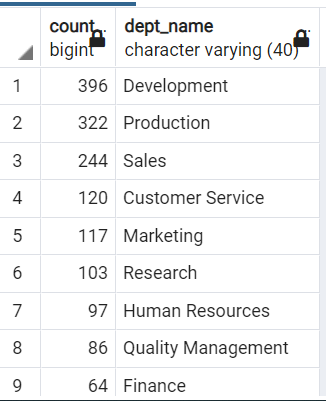 count dept_name
bigint character varying (40)
1 396 Development
2 322 Production
3 244 Sales
4 120 Customer Service
5 117 Marketing
6 103 Research
7 97 Human Resources
8 86 Quality Management
9 64 Finance